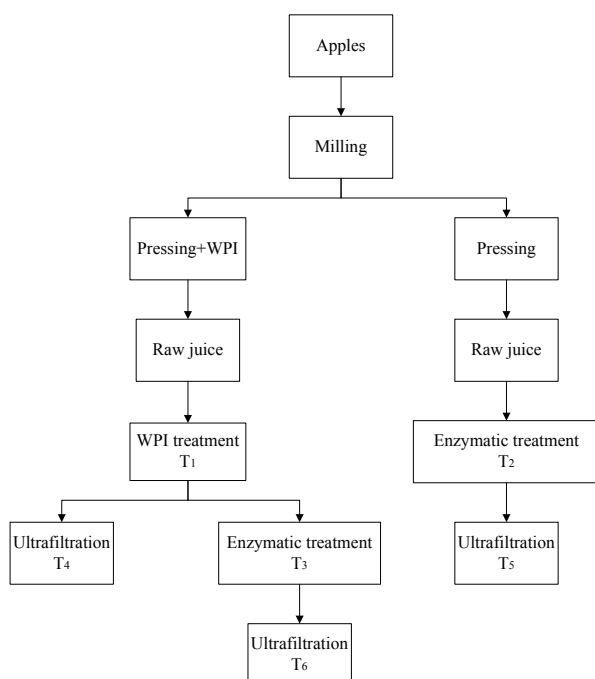 Apples
Milling
Pressing+WPI
Pressing
Raw juice
Raw juice
WPI treatment
T1
Enzymatic treatment
T2
Ultrafiltration
T4
Enzymatic treatment
T3
Ultrafiltration
T5
Ultrafiltration
T6